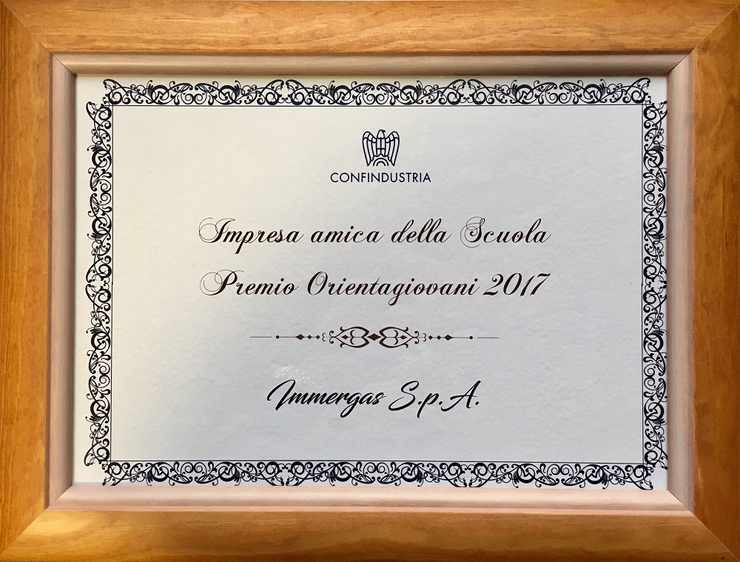 CONFINDUSTRIA
Impresa amica della Scuola
Premio Orientagiovani 2017
Immergas S.p.A.